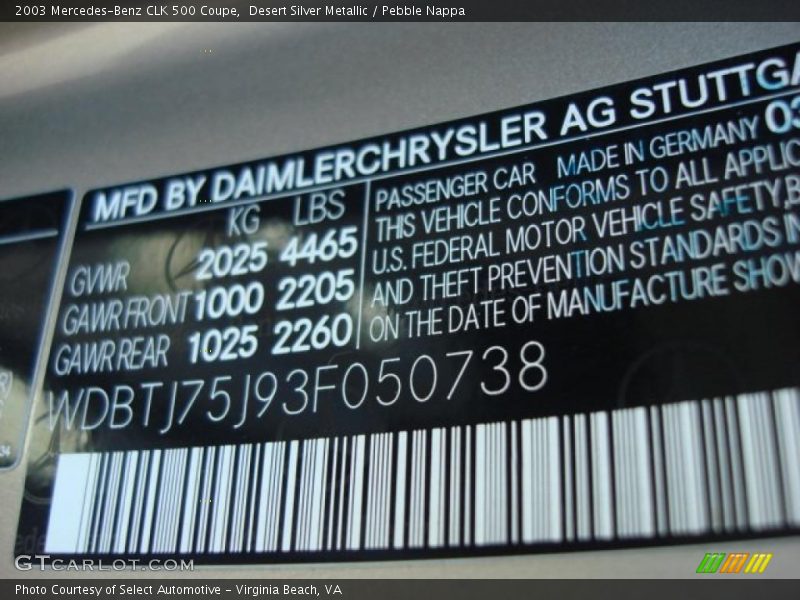 2003 Mercedes-Benz CLK 500 Coupe, Desert Silver Metallic / Pebble Nappa
MFD BY DAIMLERCHRYSLER AG STUTTGA
KG LBS
GVWR 2025 4465
GAWR FRONT 1000 2205
GAWR REAR 1025 2260
PASSENGER CAR MADE IN GERMANY 03
THIS VEHICLE CONFORMS TO ALL APPLIC
U.S. FEDERAL MOTOR VEHICLE SAFETY, B
AND THEFT PREVENTION STANDARDS IN
ON THE DATE OF MANUFACTURE SHOW
WDBTJ75J93F050738
GTCARLOT.COM
Photo Courtesy of Select Automotive - Virginia Beach, VA